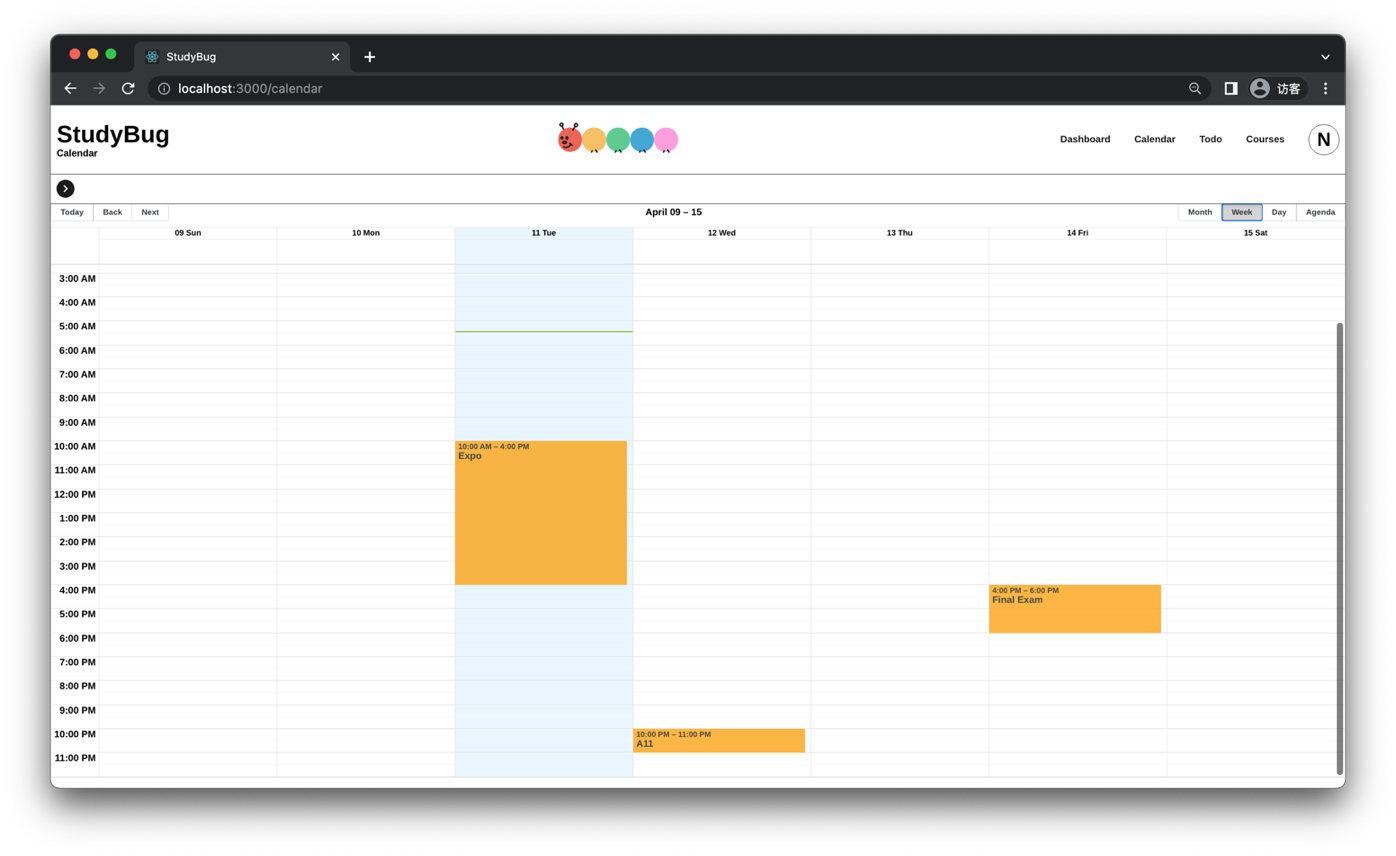 StudyBug
localhost:3000/calendar
访客
StudyBug
Calendar
Dashboard Calendar Todo Courses N
Today Back Next April 09 – 15 Month Week Day Agenda
09 Sun 10 Mon 11 Tue 12 Wed 13 Thu 14 Fri 15 Sat
3:00 AM
4:00 AM
5:00 AM
6:00 AM
7:00 AM
8:00 AM
9:00 AM
10:00 AM
10:00 AM – 4:00 PM
Expo
11:00 AM
12:00 PM
1:00 PM
2:00 PM
3:00 PM
4:00 PM
4:00 PM – 6:00 PM
Final Exam
5:00 PM
6:00 PM
7:00 PM
8:00 PM
9:00 PM
10:00 PM
10:00 PM – 11:00 PM
A11
11:00 PM